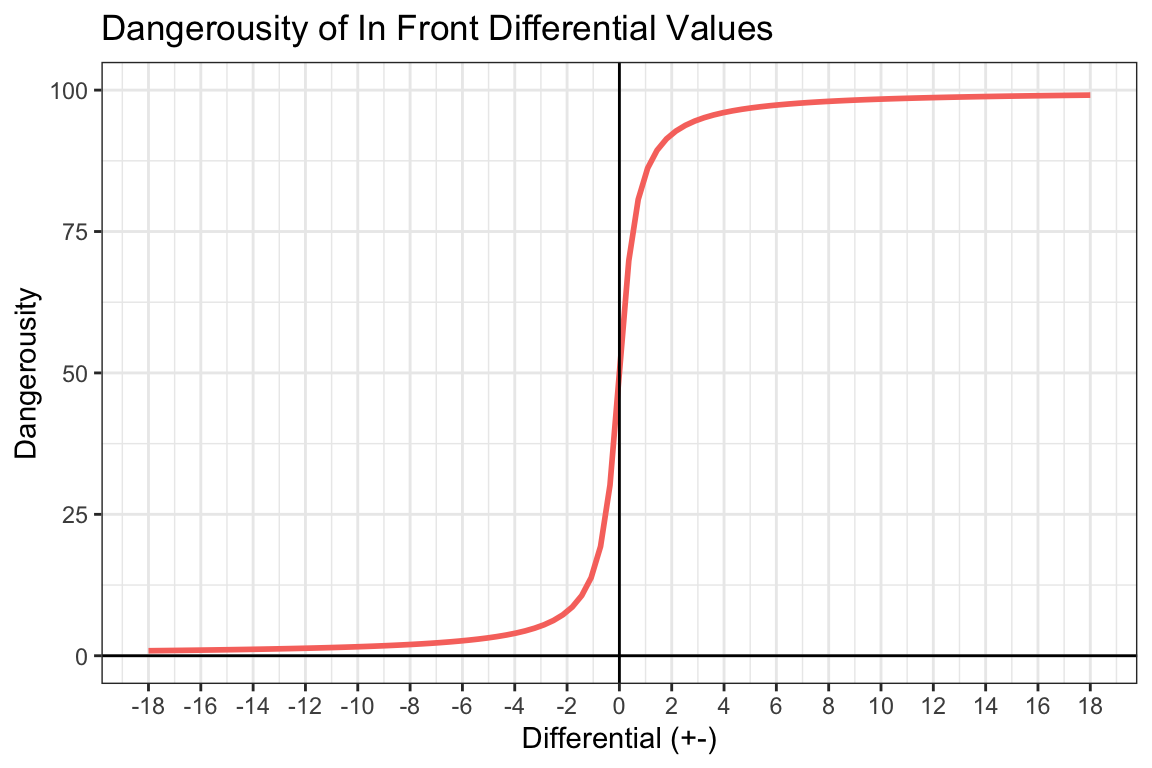 Dangerousity of In Front Differential Values
100
75
50
25
0
Dangerousity
-18 -16 -14 -12 -10 -8 -6 -4 -2 0 2 4 6 8 10 12 14 16 18
Differential (+-)